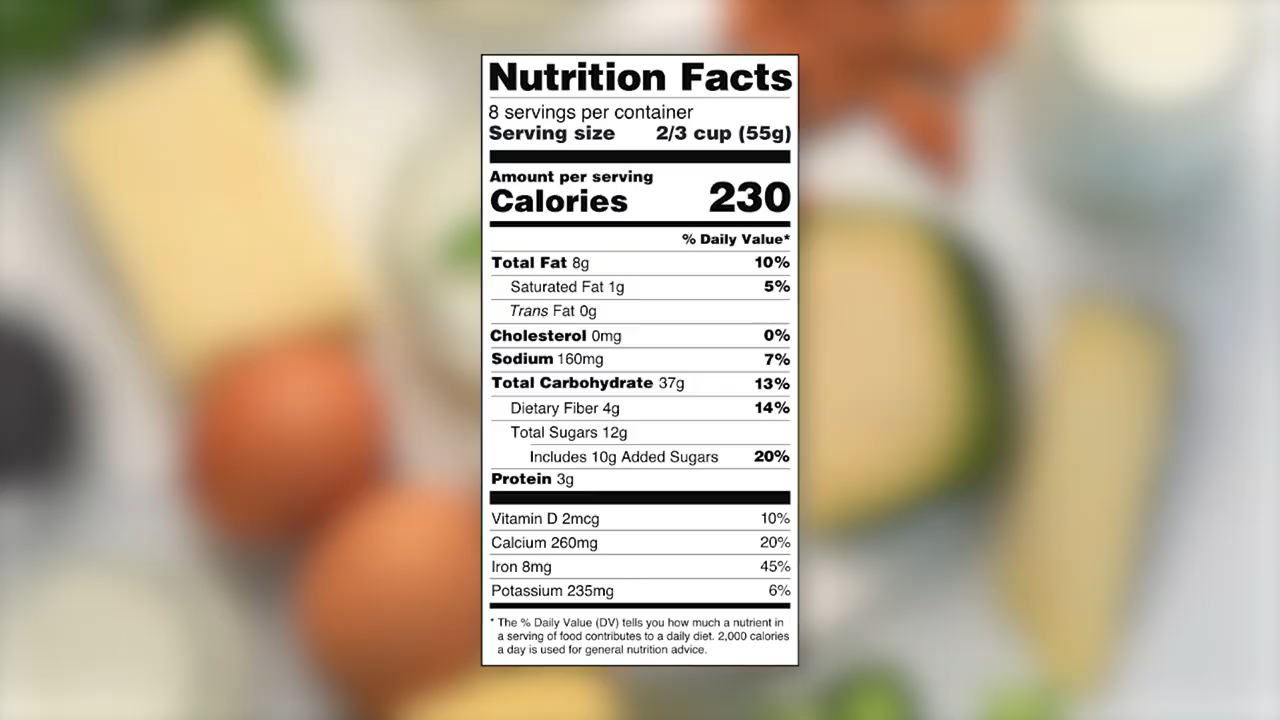 Nutrition Facts
8 servings per container
Serving size 2/3 cup (55g)
Amount per serving
Calories 230
% Daily Value*
Total Fat 8g 10%
Saturated Fat 1g 5%
Trans Fat 0g
Cholesterol 0mg 0%
Sodium 160mg 7%
Total Carbohydrate 37g 13%
Dietary Fiber 4g 14%
Total Sugars 12g
Includes 10g Added Sugars 20%
Protein 3g
Vitamin D 2mcg 10%
Calcium 260mg 20%
Iron 8mg 45%
Potassium 235mg 6%
* The % Daily Value (DV) tells you how much a nutrient in
a serving of food contributes to a daily diet. 2,000 calories
a day is used for general nutrition advice.